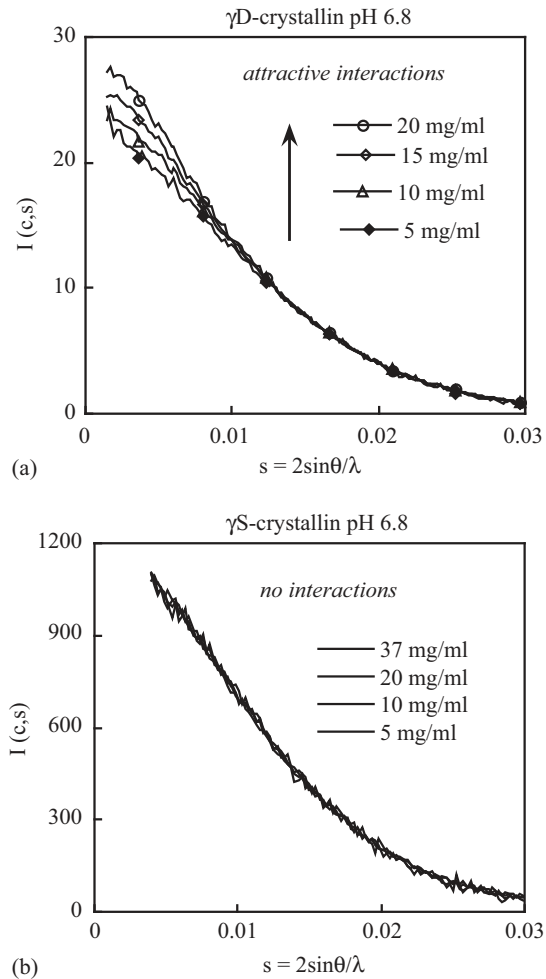 γD-crystallin pH 6.8
30
20
10
0
I (c,s)
attractive interactions
20 mg/ml
15 mg/ml
10 mg/ml
5 mg/ml
0 0.01 0.02 0.03
s = 2sinθ/λ
(a)
γS-crystallin pH 6.8
1200
900
600
300
0
I (c,s)
no interactions
37 mg/ml
20 mg/ml
10 mg/ml
5 mg/ml
0 0.01 0.02 0.03
s = 2sinθ/λ
(b)